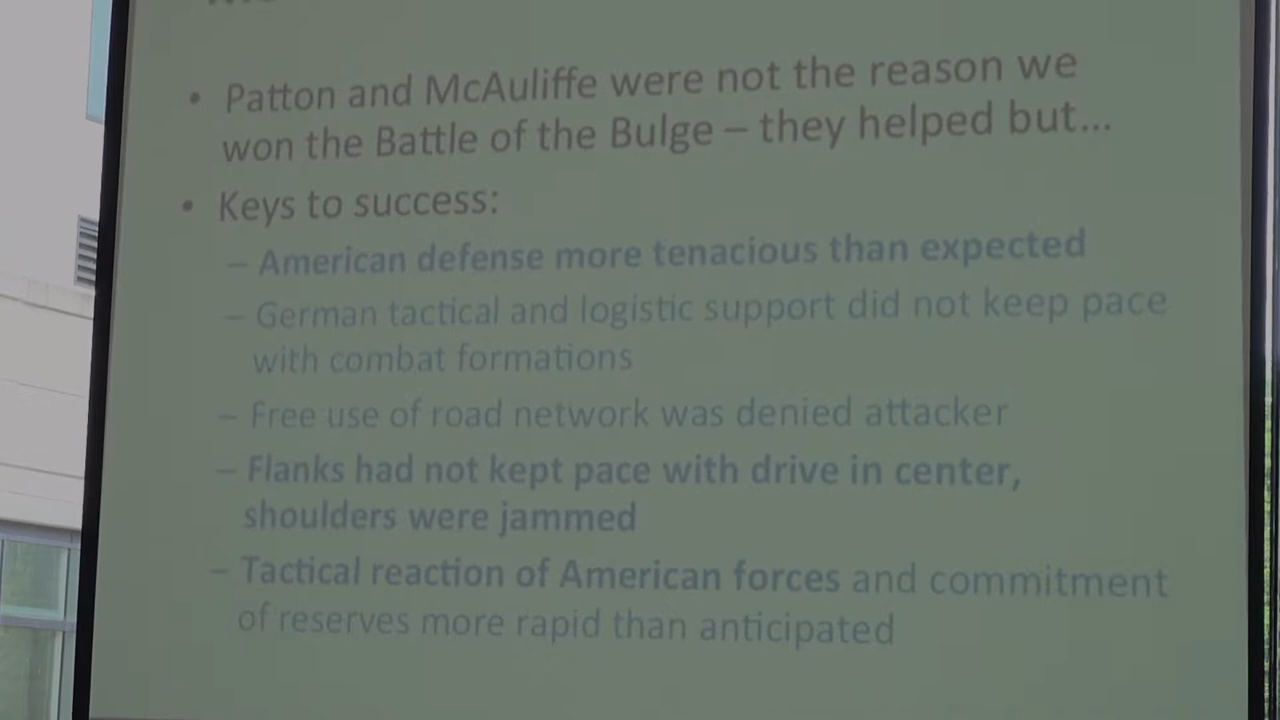 • Patton and McAuliffe were not the reason we
won the Battle of the Bulge – they helped but...
• Keys to success:
– American defense more tenacious than expected
– German tactical and logistic support did not keep pace
with combat formations
– Free use of road network was denied attacker
– Flanks had not kept pace with drive in center,
shoulders were jammed
– Tactical reaction of American forces and commitment
of reserves more rapid than anticipated